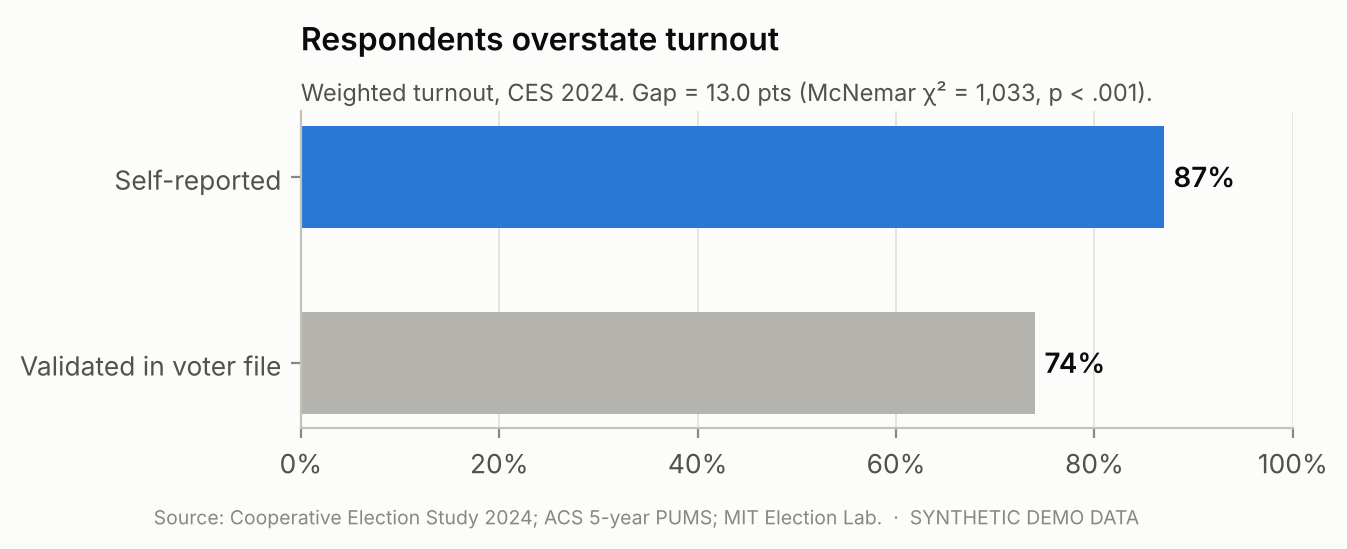 Respondents overstate turnout
Weighted turnout, CES 2024. Gap = 13.0 pts (McNemar χ² = 1,033, p < .001).
Self-reported
87%
Validated in voter file
74%
0% 20% 40% 60% 80% 100%
Source: Cooperative Election Study 2024; ACS 5-year PUMS; MIT Election Lab. · SYNTHETIC DEMO DATA